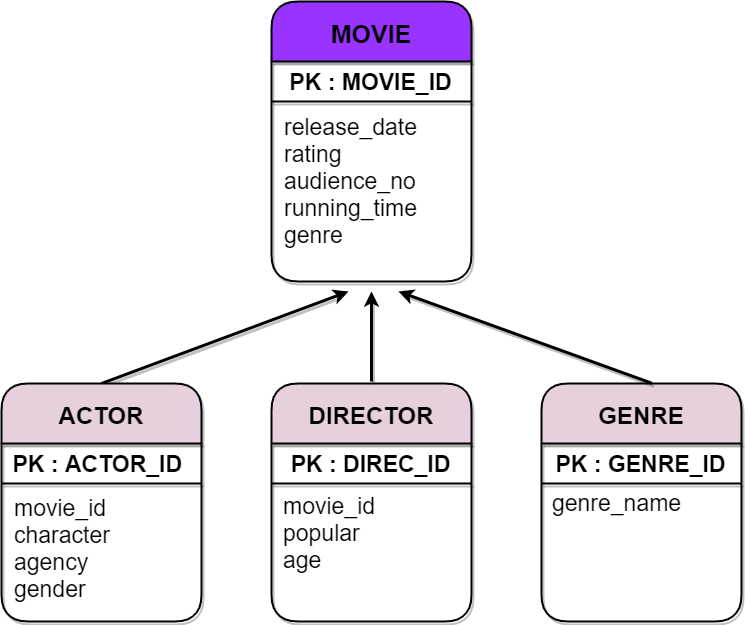 MOVIE
PK : MOVIE_ID
release_date
rating
audience_no
running_time
genre
ACTOR
PK : ACTOR_ID
movie_id
character
agency
gender
DIRECTOR
PK : DIREC_ID
movie_id
popular
age
GENRE
PK : GENRE_ID
genre_name